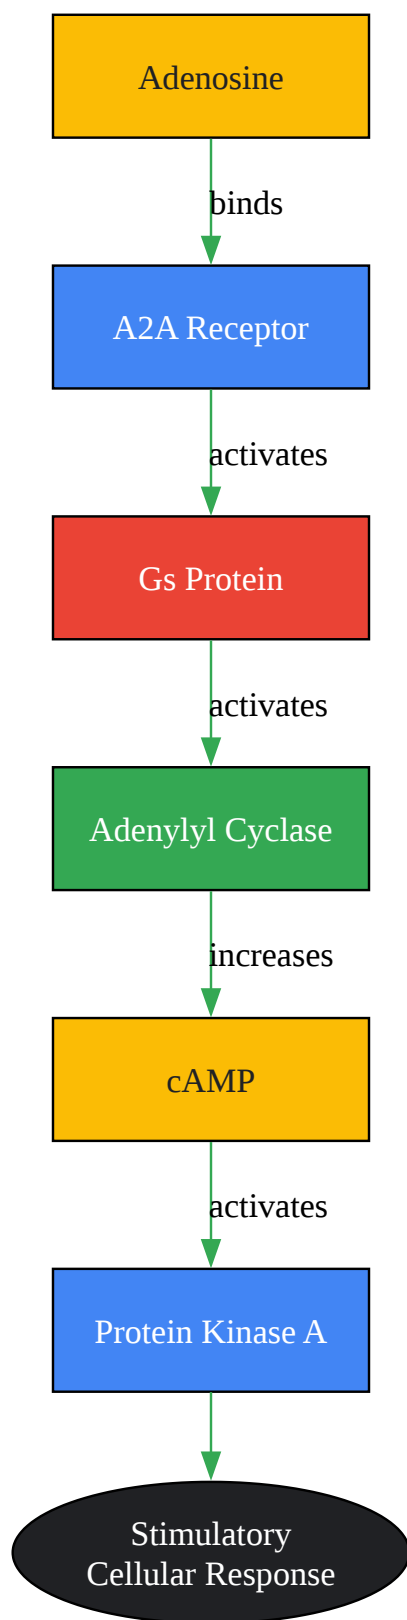 Adenosine
binds
A2A Receptor
activates
Gs Protein
activates
Adenylyl Cyclase
increases
cAMP
activates
Protein Kinase A
Stimulatory
Cellular Response